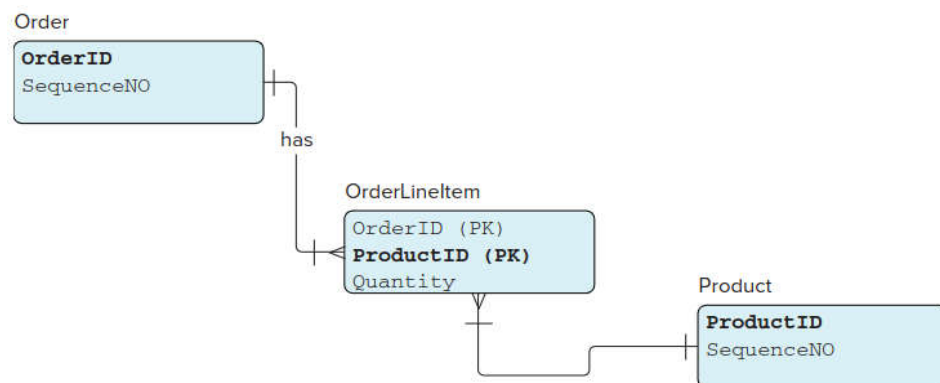 Order
OrderID
SequenceNO
has
OrderLineItem
OrderID (PK)
ProductID (PK)
Quantity
Product
ProductID
SequenceNO